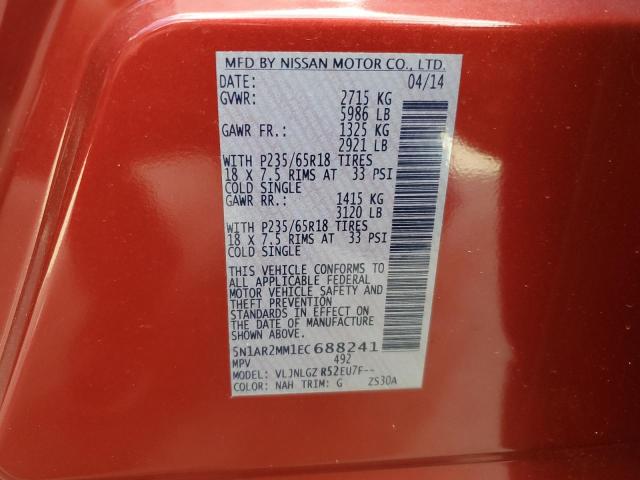 MFD BY NISSAN MOTOR CO., LTD.
DATE: 04/14
GVWR: 2715 KG
5986 LB
GAWR FR.: 1325 KG
2921 LB
WITH P235/65R18 TIRES
18 X 7.5 RIMS AT 33 PSI
COLD SINGLE
GAWR RR.: 1415 KG
3120 LB
WITH P235/65R18 TIRES
18 X 7.5 RIMS AT 33 PSI
COLD SINGLE
THIS VEHICLE CONFORMS TO
ALL APPLICABLE FEDERAL
MOTOR VEHICLE SAFETY AND
THEFT PREVENTION
STANDARDS IN EFFECT ON
THE DATE OF MANUFACTURE
SHOWN ABOVE.
5N1AR2MM1EC688241
MPV 492
MODEL: VLJNLGZ R52EU7F--
COLOR: NAH TRIM: G ZS30A